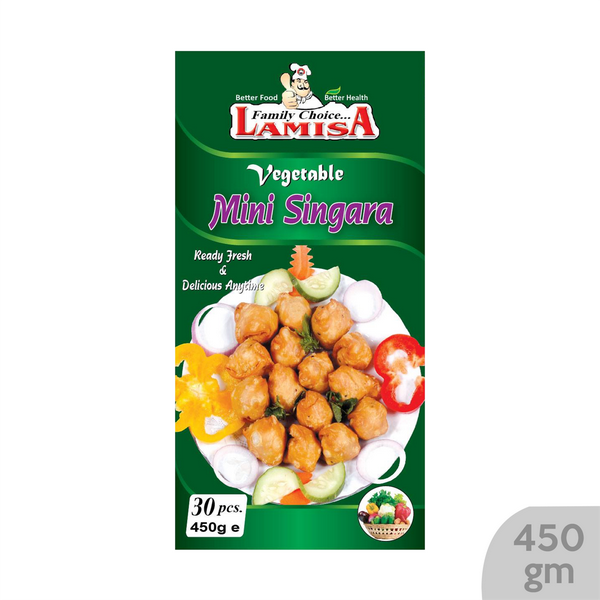 Better Food Better Health
Family Choice...
LAMISA
Vegetable
Mini Singara
Ready Fresh
&
Delicious Anytime
30 pcs.
450g e
450
gm